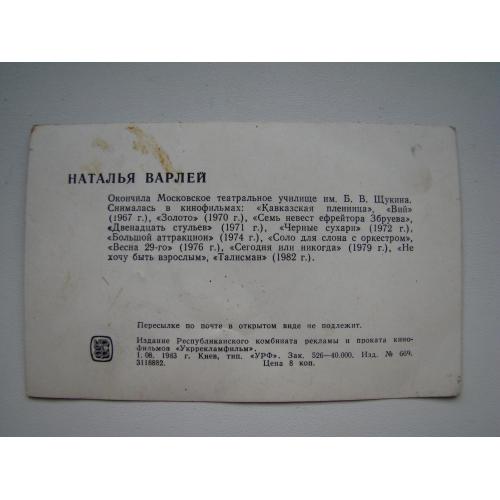 НАТАЛЬЯ ВАРЛЕЙ
Окончила Московское театральное училище им. Б. В. Щукина.
Снималась в кинофильмах: «Кавказская пленница», «Вий»
(1967 г.), «Золото» (1970 г.), «Семь невест ефрейтора Збруева»,
«Двенадцать стульев» (1971 г.), «Черные сухари» (1972 г.),
«Большой аттракцион» (1974 г.), «Соло для слона с оркестром»,
«Весна 29-го» (1976 г.), «Сегодня или никогда» (1979 г.), «Не
хочу быть взрослым», «Талисман» (1982 г.).
Пересылке по почте в открытом виде не подлежит.
Издание Республиканского комбината рекламы и проката кино-
фильмов «Укррекламфильм».
1. 08. 1983 г. Киев, тип. «УРФ». Зак. 526—40.000. Изд. № 669.
3118882. Цена 8 коп.